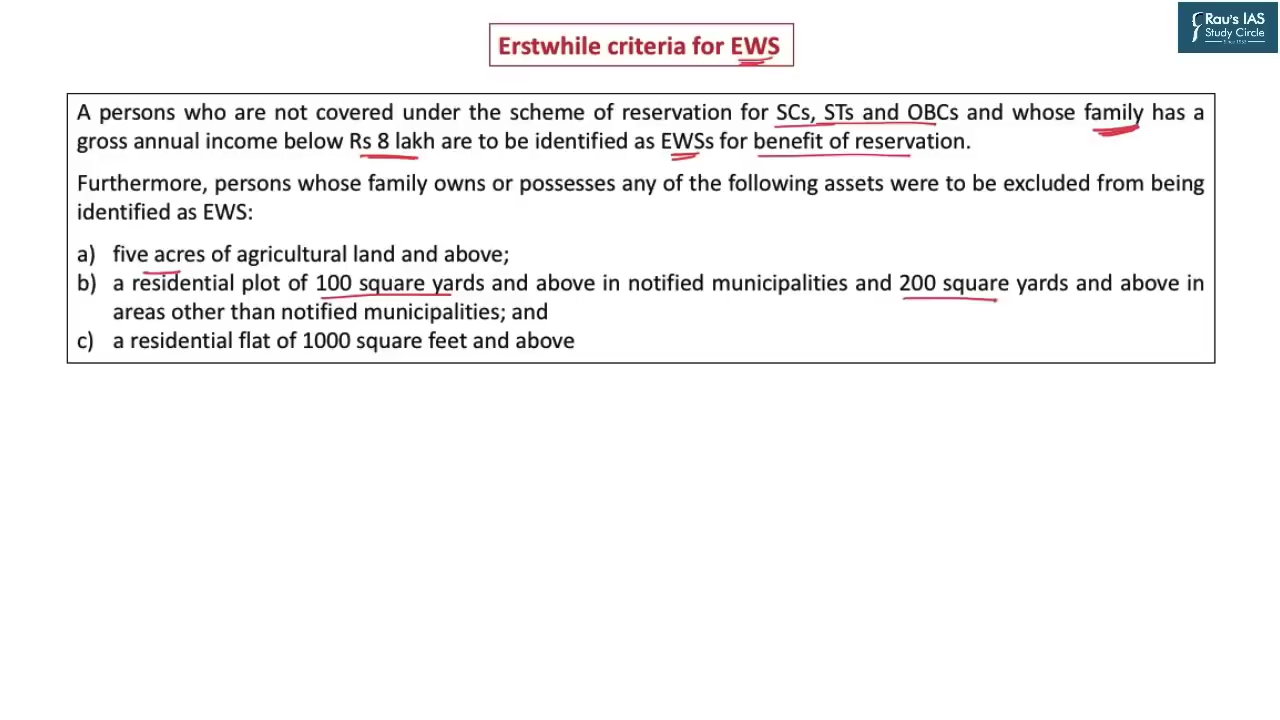 Rau's IAS
Study Circle
Since 1953
Erstwhile criteria for EWS
A persons who are not covered under the scheme of reservation for SCs, STs and OBCs and whose family has a
gross annual income below Rs 8 lakh are to be identified as EWSs for benefit of reservation.
Furthermore, persons whose family owns or possesses any of the following assets were to be excluded from being
identified as EWS:
a) five acres of agricultural land and above;
b) a residential plot of 100 square yards and above in notified municipalities and 200 square yards and above in
areas other than notified municipalities; and
c) a residential flat of 1000 square feet and above